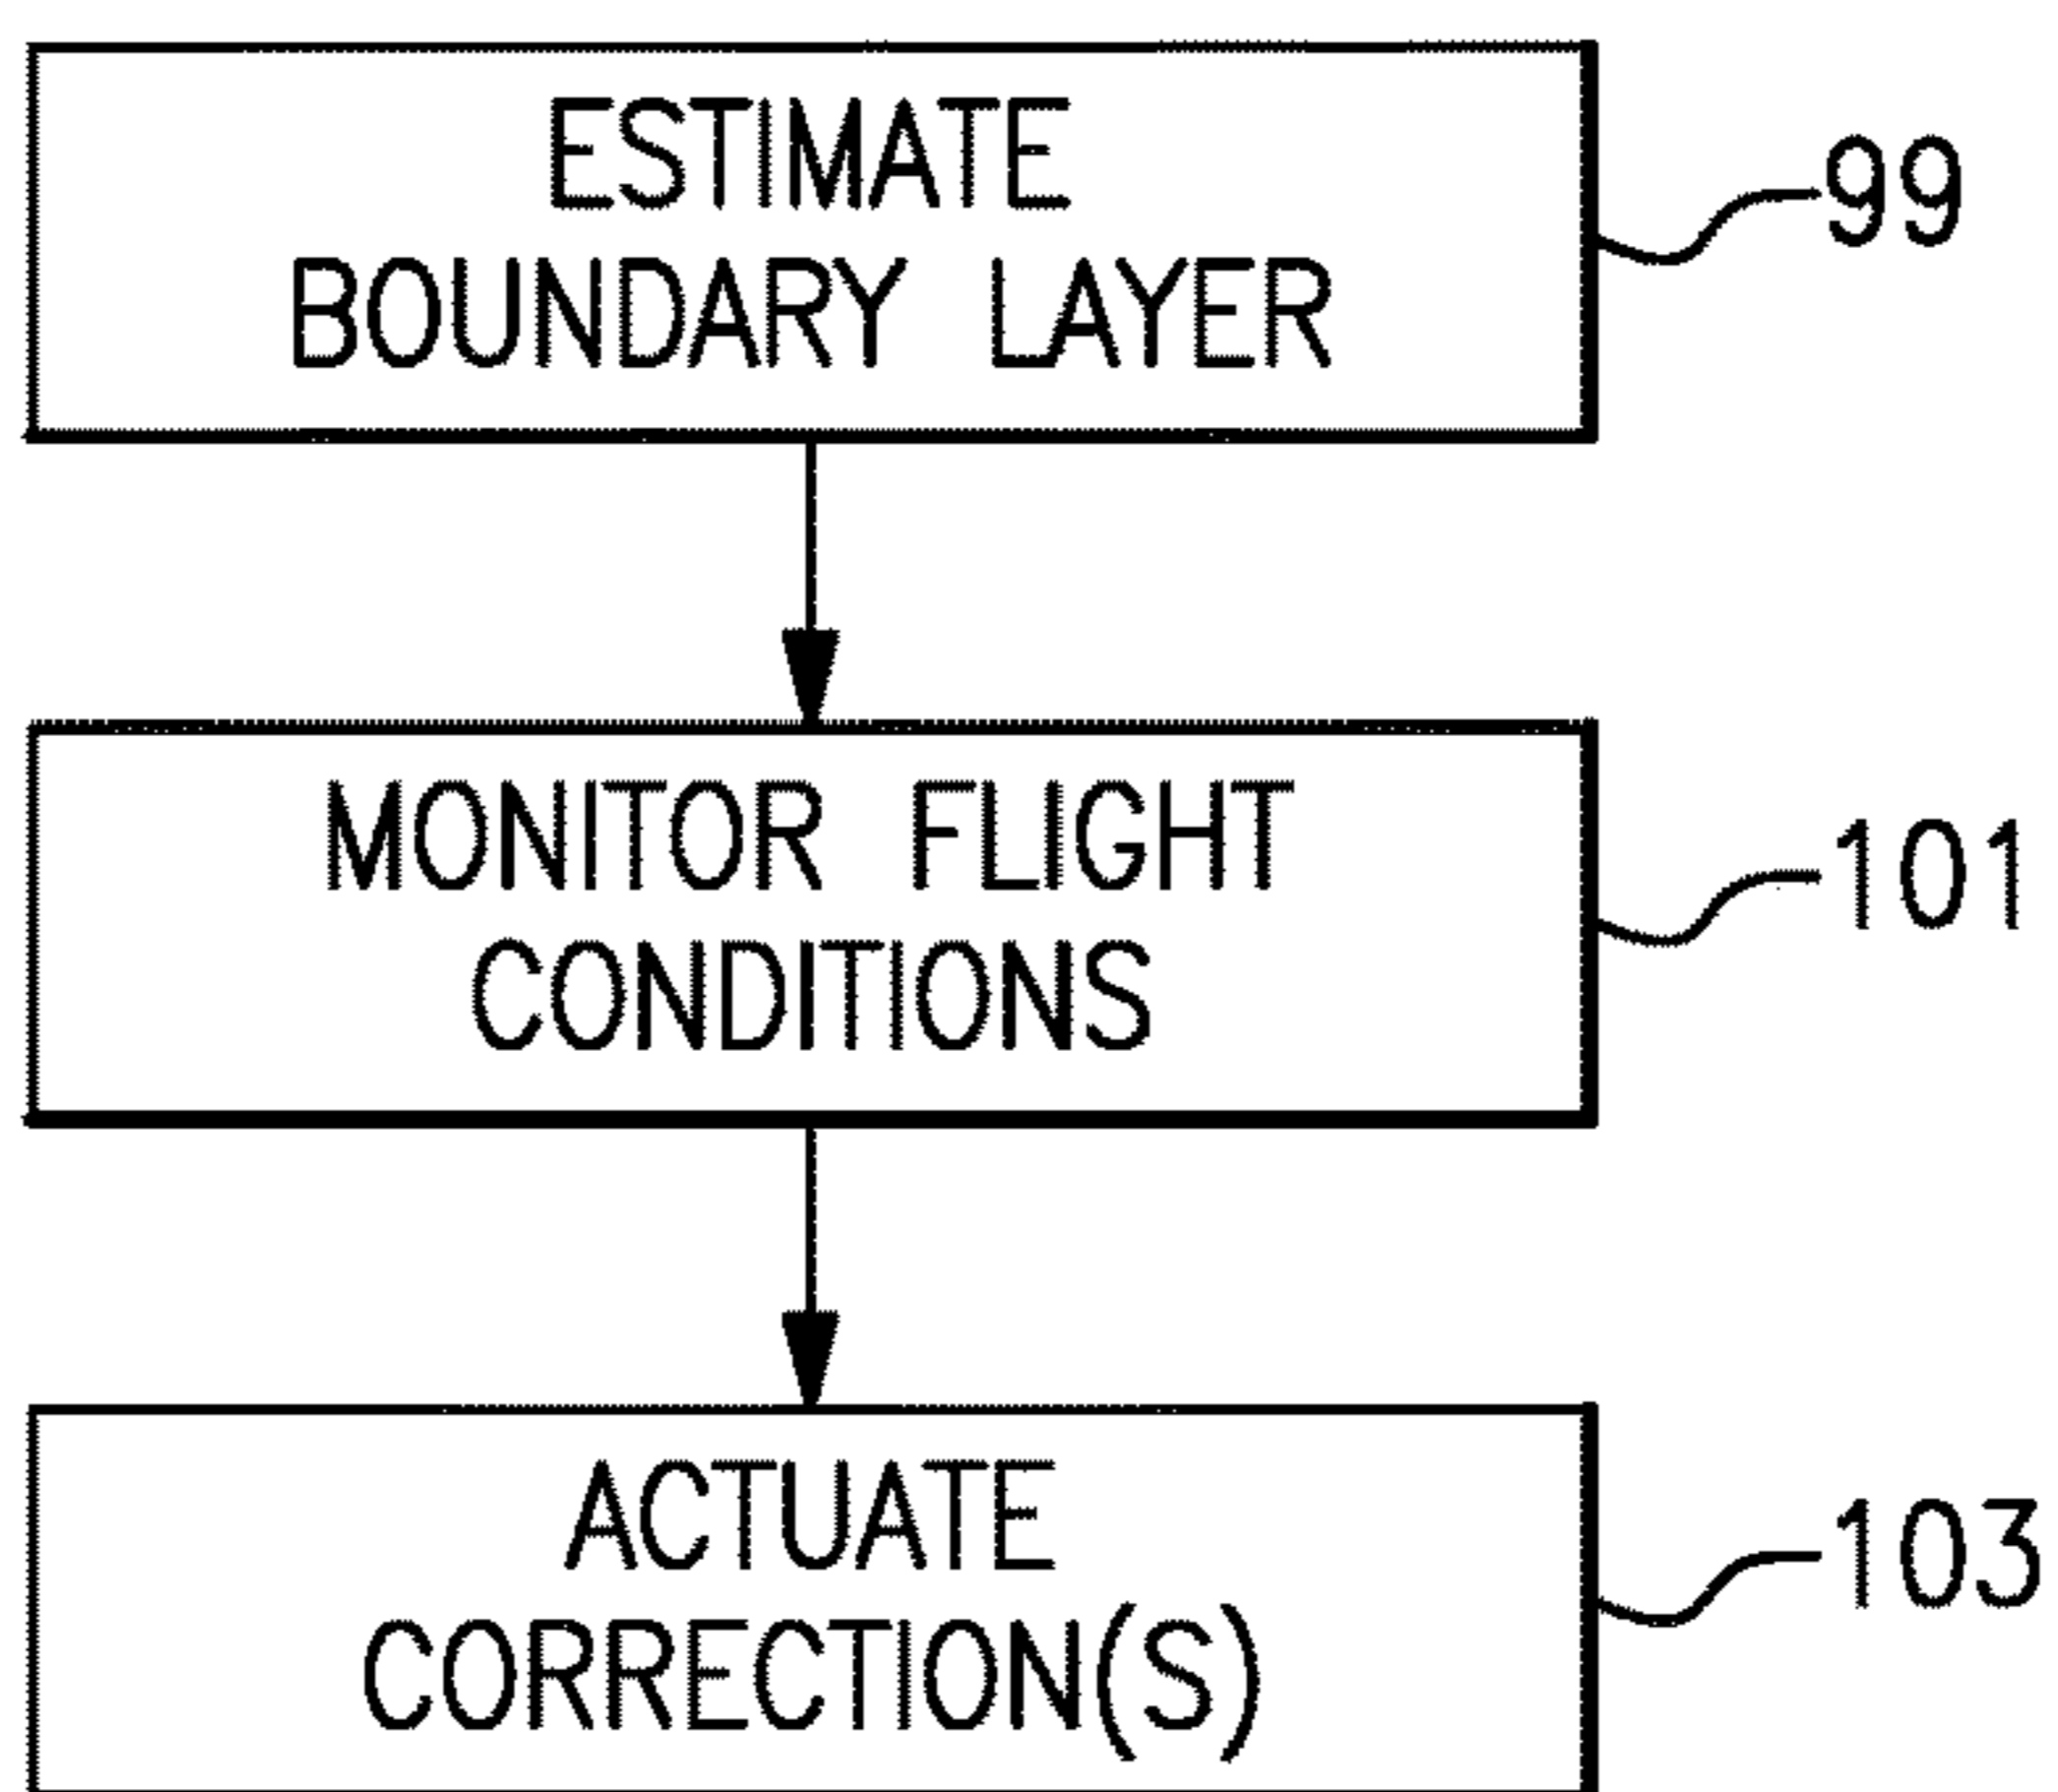 ESTIMATE
BOUNDARY LAYER
99
MONITOR FLIGHT
CONDITIONS
101
ACTUATE
CORRECTION(S)
103